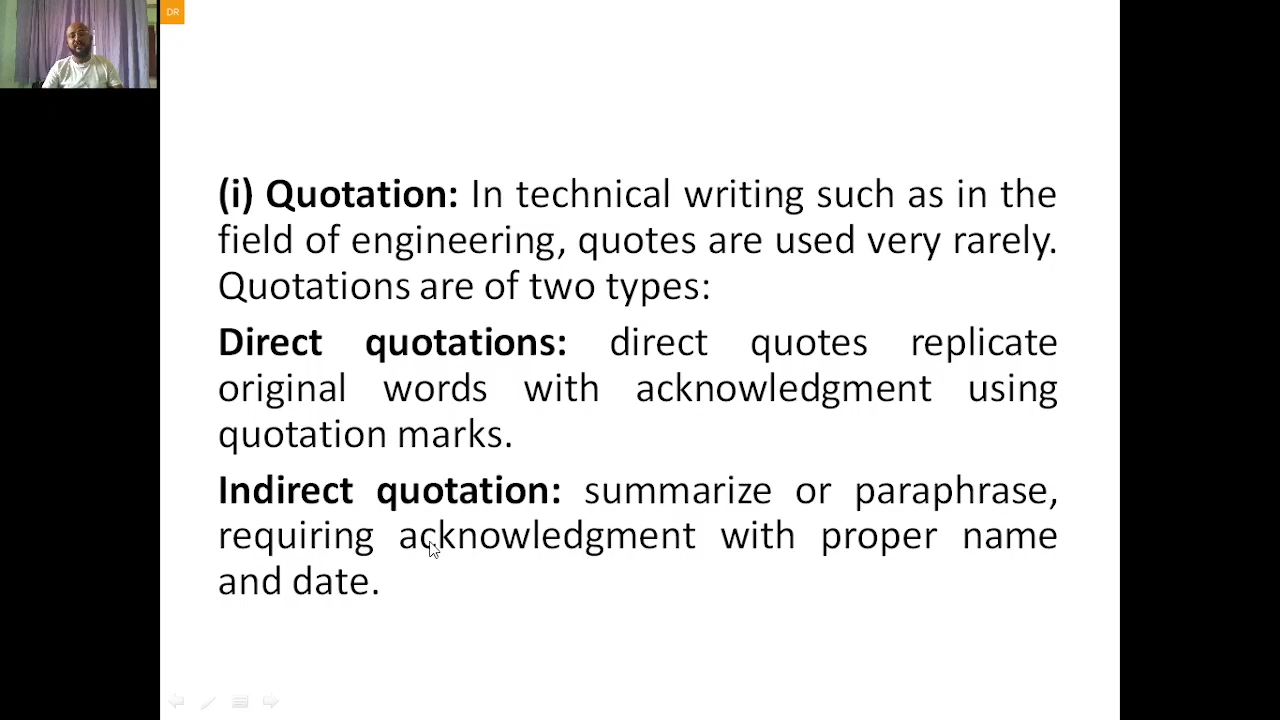 DR
(i) Quotation: In technical writing such as in the
field of engineering, quotes are used very rarely.
Quotations are of two types:
Direct quotations: direct quotes replicate
original words with acknowledgment using
quotation marks.
Indirect quotation: summarize or paraphrase,
requiring acknowledgment with proper name
and date.